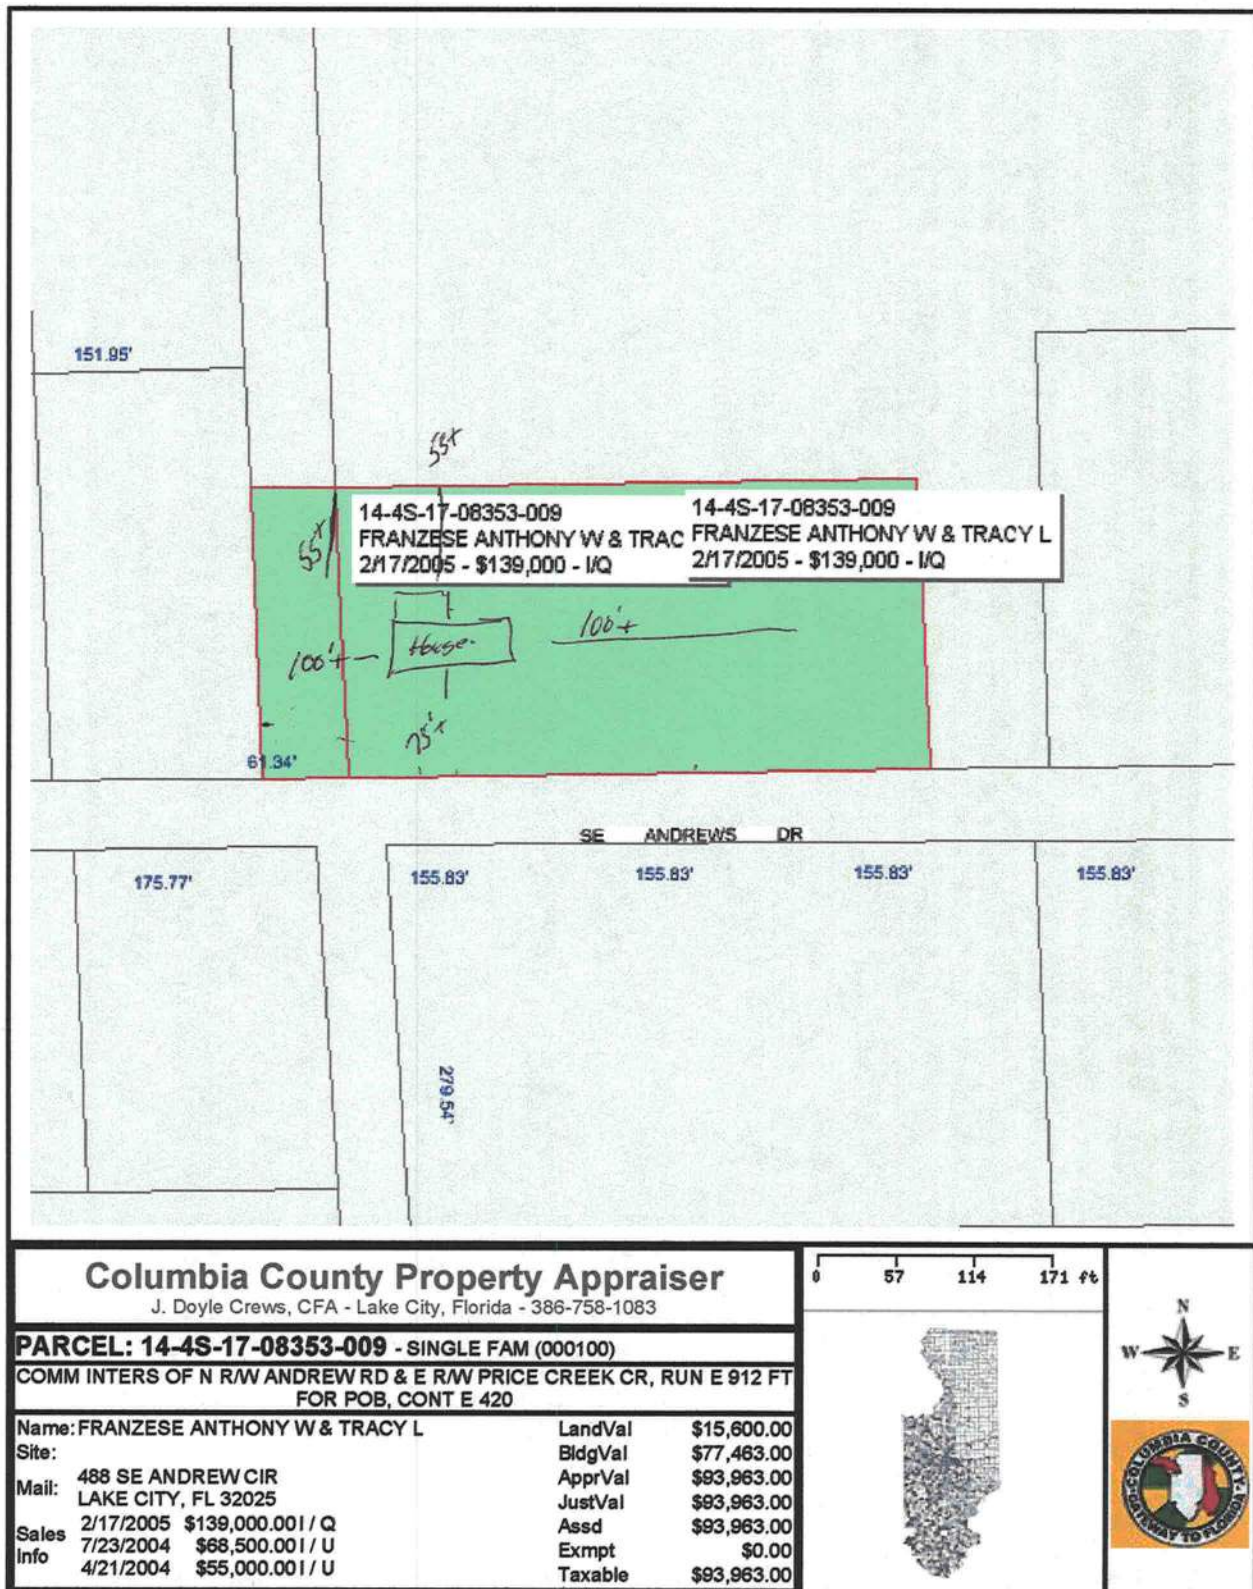 151.95'
55'
14-4S-17-08353-009
FRANZESE ANTHONY W & TRAC
2/17/2005 - $139,000 - I/Q
14-4S-17-08353-009
FRANZESE ANTHONY W & TRACY L
2/17/2005 - $139,000 - I/Q
55'
House
100'+
100'+
75'
61.34'
SE ANDREWS DR
175.77'
155.83'
155.83'
155.83'
155.83'
279.54'
Columbia County Property Appraiser
J. Doyle Crews, CFA - Lake City, Florida - 386-758-1083
PARCEL: 14-4S-17-08353-009 - SINGLE FAM (000100)
COMM INTERS OF N R/W ANDREW RD & E R/W PRICE CREEK CR, RUN E 912 FT
FOR POB, CONT E 420
Name: FRANZESE ANTHONY W & TRACY L
Site:
Mail: 488 SE ANDREW CIR
LAKE CITY, FL 32025
Sales Info
2/17/2005 $139,000.00 I / Q
7/23/2004 $68,500.00 I / U
4/21/2004 $55,000.00 I / U
LandVal $15,600.00
BldgVal $77,463.00
ApprVal $93,963.00
JustVal $93,963.00
Assd $93,963.00
Exmpt $0.00
Taxable $93,963.00
0 57 114 171 ft
N
W E
S
COLUMBIA COUNTY
GATEWAY TO FLORIDA